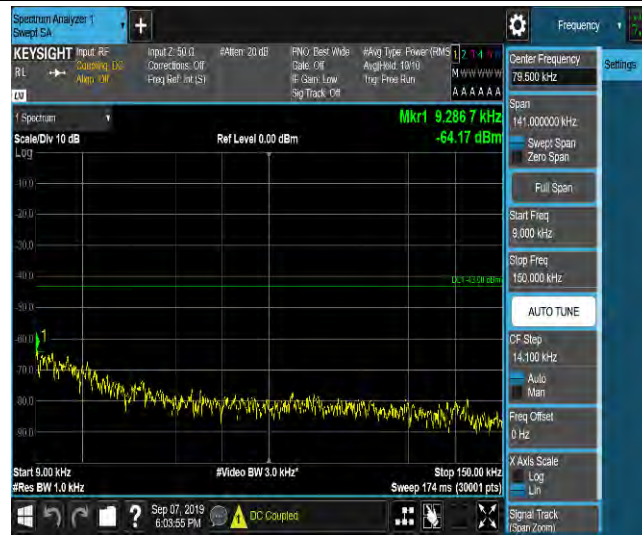 Spectrum Analyzer 1
Swept SA
Frequency
KEYSIGHT
Input: RF
Coupling: DC
Align: Off
Input Z: 50 Ω
Corrections: Off
Freq Ref: Int (S)
#Atten: 20 dB
PNO: Best Wide
Gate: Off
IF Gain: Low
Sig Track: Off
#Avg Type: Power (RMS
Avg|Hold: 10/10
Trig: Free Run
1 2 3 4 5 6
M W W W W W
A A A A A A
RL
LXI
1 Spectrum
Scale/Div 10 dB
Ref Level 0.00 dBm
Mkr1 9.286 7 kHz
-64.17 dBm
Log
-10.0
-20.0
-40.0
DL1 -43.00 dBm
-50.0
-60.0
1
-70.0
-80.0
-90.0
Start 9.00 kHz
#Video BW 3.0 kHz*
Stop 150.00 kHz
#Res BW 1.0 kHz
Sweep 174 ms (30001 pts)
Sep 07, 2019
6:03:55 PM
DC Coupled
Center Frequency
79.500 kHz
Settings
Span
141.000000 kHz
Swept Span
Zero Span
Full Span
Start Freq
9.000 kHz
Stop Freq
150.000 kHz
AUTO TUNE
CF Step
14.100 kHz
Auto
Man
Freq Offset
0 Hz
X Axis Scale
Log
Lin
Signal Track
(Span Zoom)